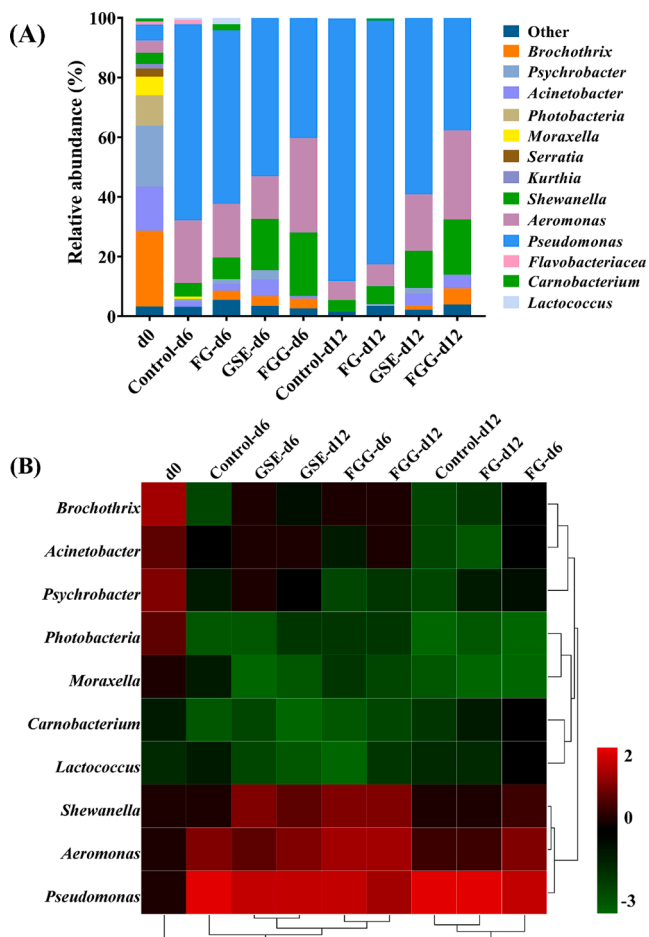 (A)
Relative abundance (%)
100
80
60
40
20
0
d0
Control-d6
FG-d6
GSE-d6
FGG-d6
Control-d12
FG-d12
GSE-d12
FGG-d12
Other
Brochothrix
Psychrobacter
Acinetobacter
Photobacteria
Moraxella
Serratia
Kurthia
Shewanella
Aeromonas
Pseudomonas
Flavobacteriacea
Carnobacterium
Lactococcus
(B)
d0
Control-d6
GSE-d6
GSE-d12
FGG-d6
FGG-d12
Control-d12
FG-d12
FG-d6
Brochothrix
Acinetobacter
Psychrobacter
Photobacteria
Moraxella
Carnobacterium
Lactococcus
Shewanella
Aeromonas
Pseudomonas
2
0
-3